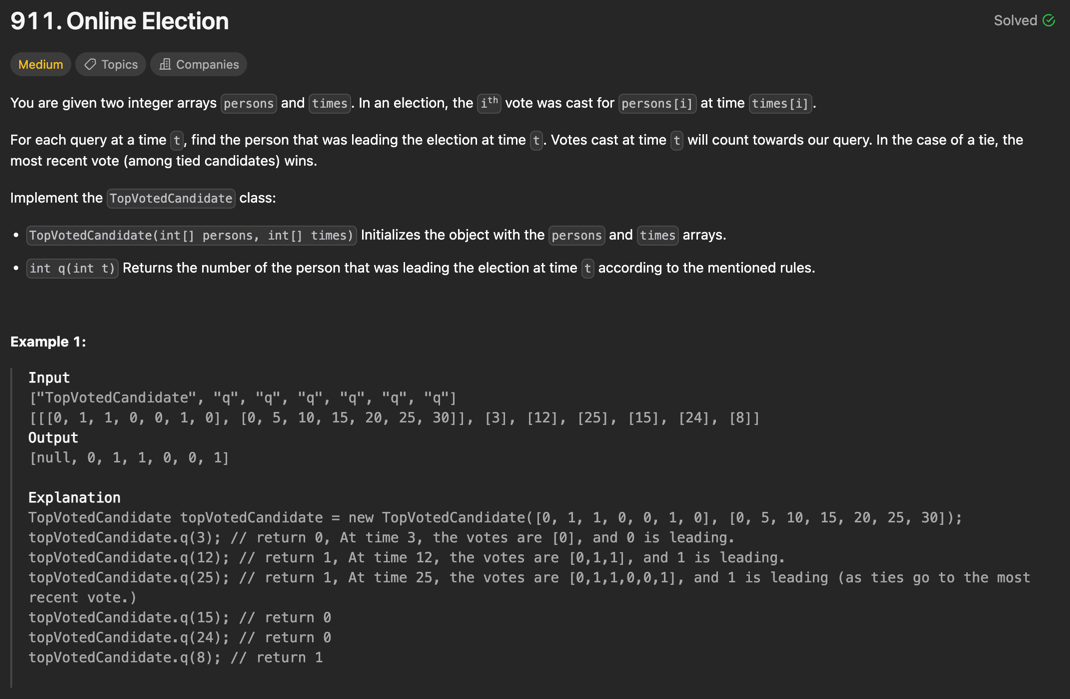 911. Online Election
Solved
Medium
Topics
Companies
You are given two integer arrays persons and times. In an election, the ith vote was cast for persons[i] at time times[i].
For each query at a time t, find the person that was leading the election at time t. Votes cast at time t will count towards our query. In the case of a tie, the
most recent vote (among tied candidates) wins.
Implement the TopVotedCandidate class:
• TopVotedCandidate(int[] persons, int[] times) Initializes the object with the persons and times arrays.
• int q(int t) Returns the number of the person that was leading the election at time t according to the mentioned rules.
Example 1:
Input
["TopVotedCandidate", "q", "q", "q", "q", "q", "q"]
[[[0, 1, 1, 0, 0, 1, 0], [0, 5, 10, 15, 20, 25, 30]], [3], [12], [25], [15], [24], [8]]
Output
[null, 0, 1, 1, 0, 0, 1]
Explanation
TopVotedCandidate topVotedCandidate = new TopVotedCandidate([0, 1, 1, 0, 0, 1, 0], [0, 5, 10, 15, 20, 25, 30]);
topVotedCandidate.q(3); // return 0, At time 3, the votes are [0], and 0 is leading.
topVotedCandidate.q(12); // return 1, At time 12, the votes are [0,1,1], and 1 is leading.
topVotedCandidate.q(25); // return 1, At time 25, the votes are [0,1,1,0,0,1], and 1 is leading (as ties go to the most
recent vote.)
topVotedCandidate.q(15); // return 0
topVotedCandidate.q(24); // return 0
topVotedCandidate.q(8); // return 1